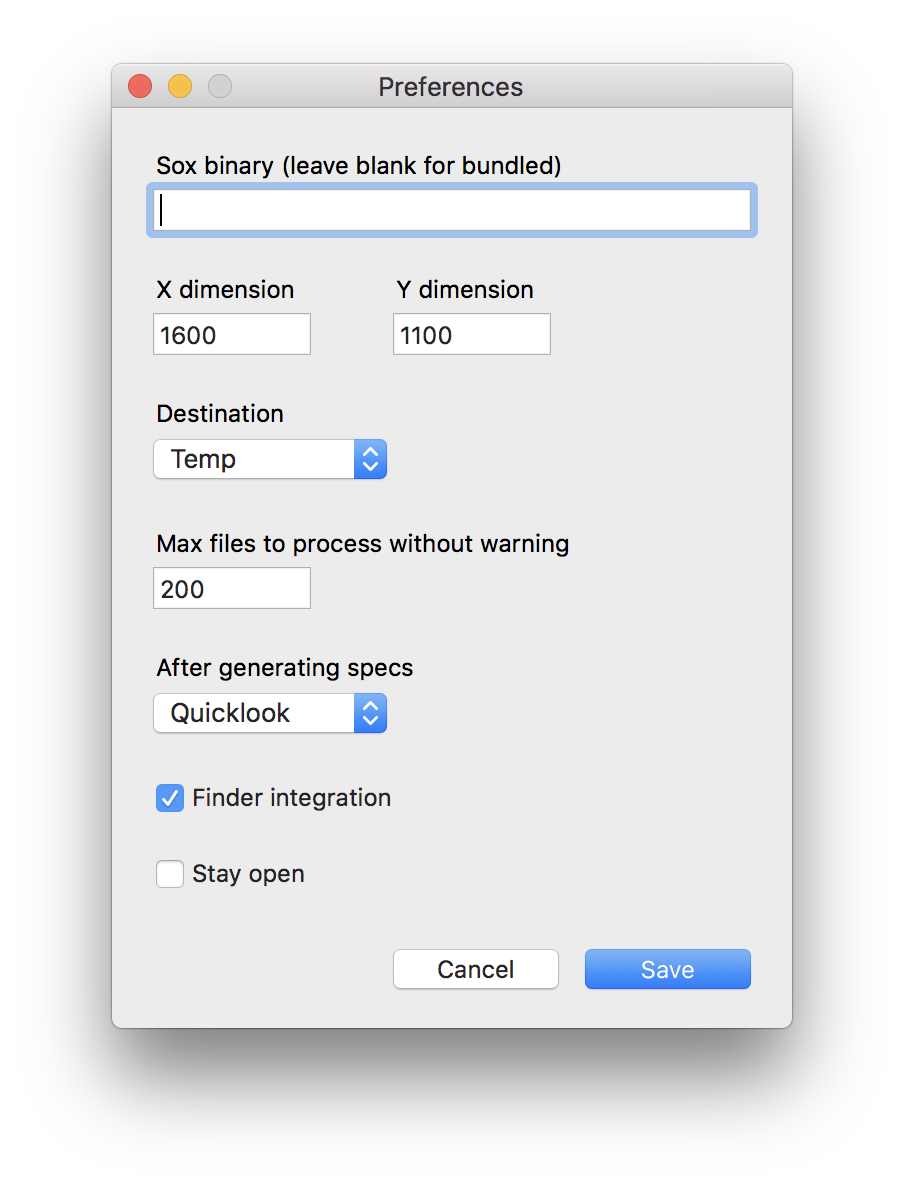 Preferences
Sox binary (leave blank for bundled)
X dimension Y dimension
1600 1100
Destination
Temp
Max files to process without warning
200
After generating specs
Quicklook
Finder integration
Stay open
Cancel Save